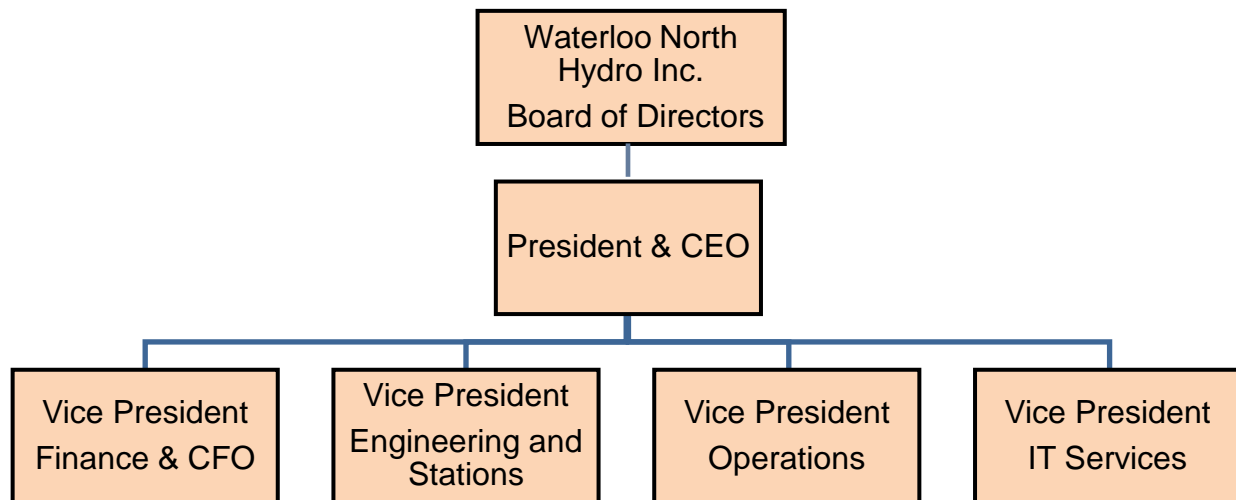 Waterloo North
Hydro Inc.
Board of Directors
President & CEO
Vice President
Finance & CFO
Vice President
Engineering and
Stations
Vice President
Operations
Vice President
IT Services